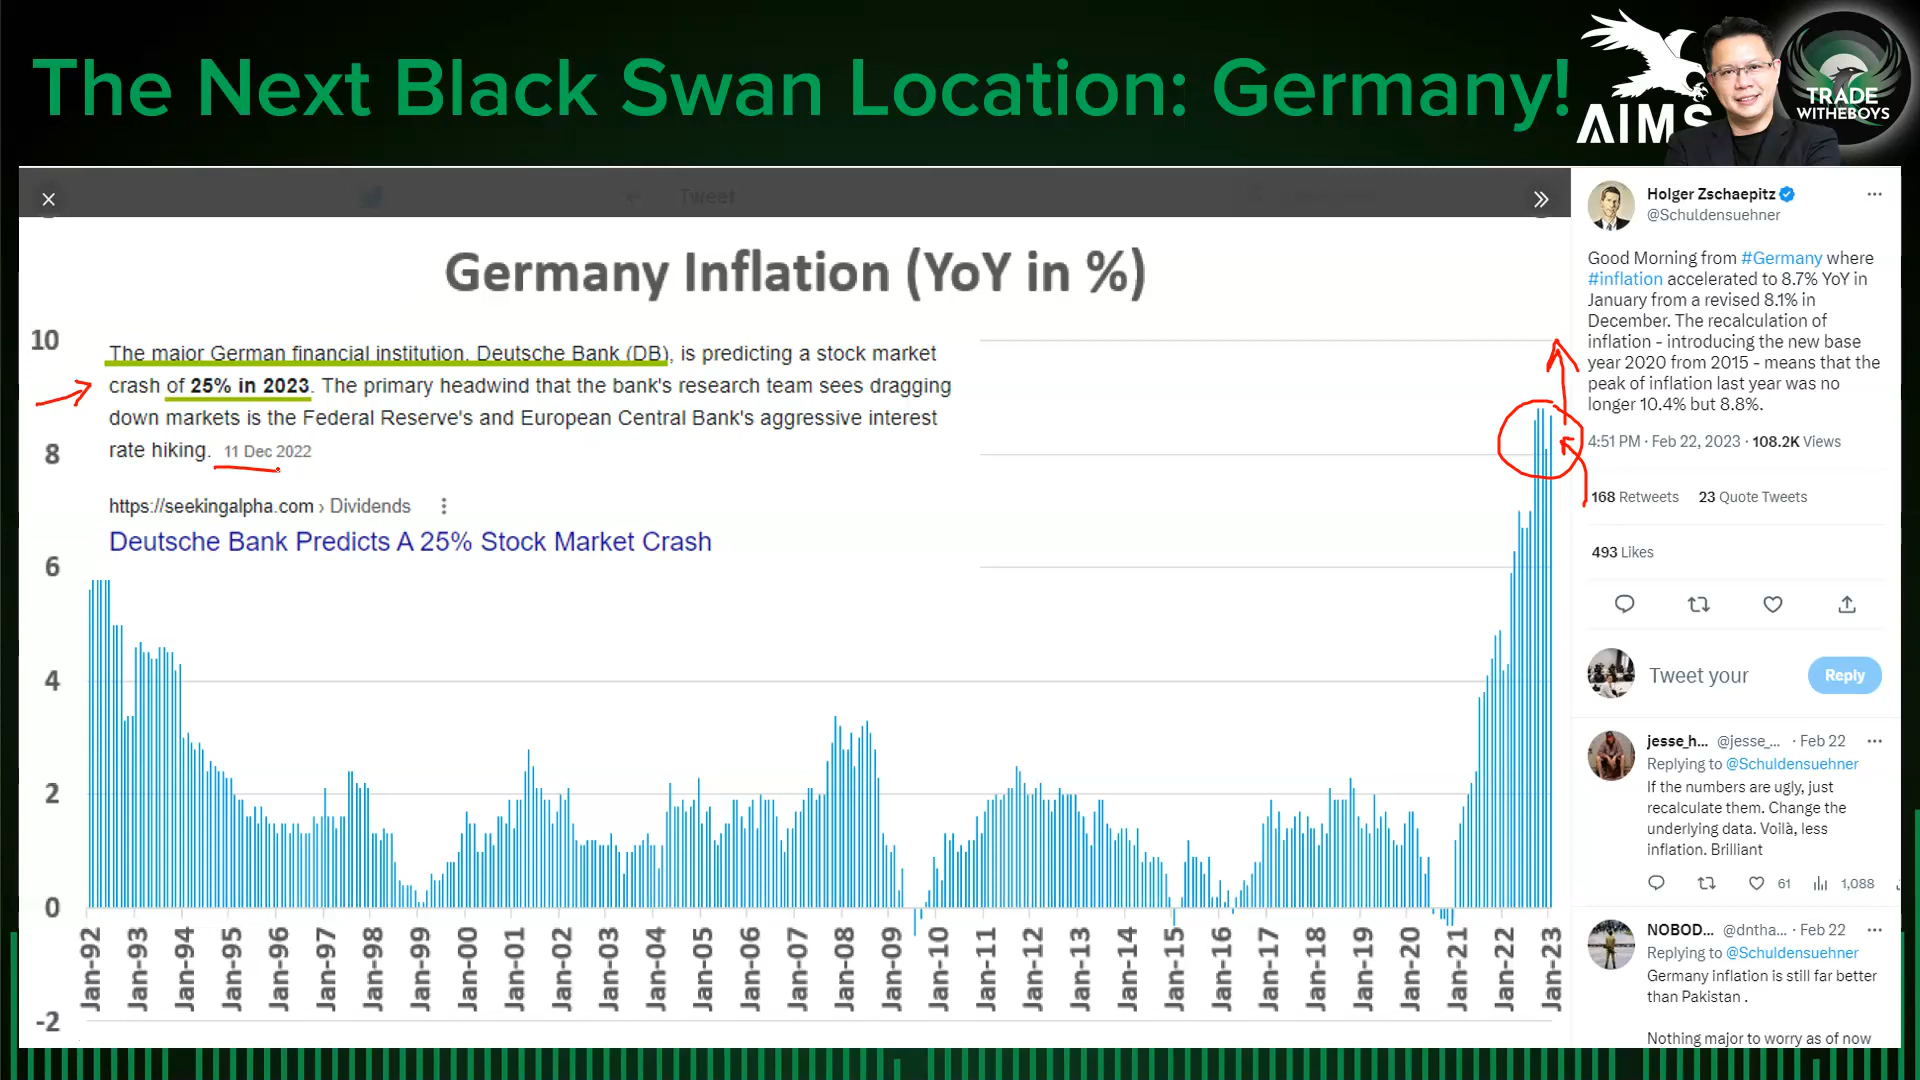 The Next Black Swan Location: Germany!
AIMS
TRADE
WITHEBOYS
Tweet
Germany Inflation (YoY in %)
The major German financial institution, Deutsche Bank (DB), is predicting a stock market
crash of 25% in 2023. The primary headwind that the bank's research team sees dragging
down markets is the Federal Reserve's and European Central Bank's aggressive interest
rate hiking. 11 Dec 2022
https://seekingalpha.com › Dividends
Deutsche Bank Predicts A 25% Stock Market Crash
10
8
6
4
2
0
-2
Jan-92
Jan-93
Jan-94
Jan-95
Jan-96
Jan-97
Jan-98
Jan-99
Jan-00
Jan-01
Jan-02
Jan-03
Jan-04
Jan-05
Jan-06
Jan-07
Jan-08
Jan-09
Jan-10
Jan-11
Jan-12
Jan-13
Jan-14
Jan-15
Jan-16
Jan-17
Jan-18
Jan-19
Jan-20
Jan-21
Jan-22
Jan-23
Holger Zschaepitz
@Schuldensuehner
Good Morning from #Germany where
#inflation accelerated to 8.7% YoY in
January from a revised 8.1% in
December. The recalculation of
inflation - introducing the new base
year 2020 from 2015 - means that the
peak of inflation last year was no
longer 10.4% but 8.8%.
4:51 PM · Feb 22, 2023 · 108.2K Views
168 Retweets 23 Quote Tweets
493 Likes
Tweet your
Reply
jesse_h... @jesse_... · Feb 22
Replying to @Schuldensuehner
If the numbers are ugly, just
recalculate them. Change the
underlying data. Voilà, less
inflation. Brilliant
61 1,088
NOBOD... @dntha... · Feb 22
Replying to @Schuldensuehner
Germany inflation is still far better
than Pakistan .
Nothing major to worry as of now